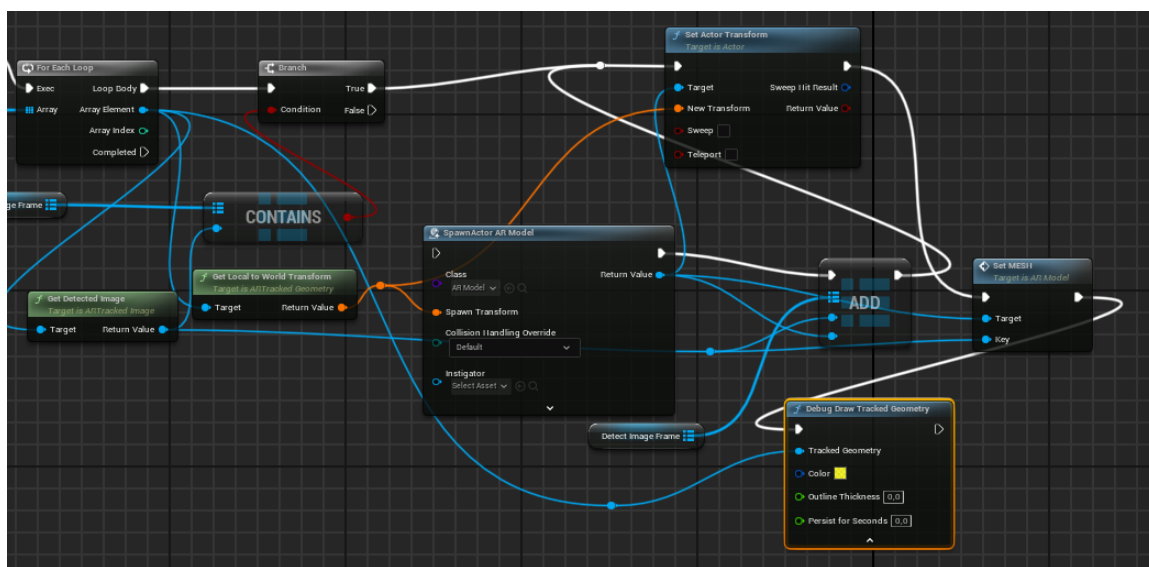 For Each Loop
Exec
Loop Body
Array
Array Element
Array Index
Completed
Branch
True
Condition
False
Set Actor Transform
Target is Actor
Target
Sweep Hit Result
New Transform
Return Value
Sweep
Teleport
ge Frame
CONTAINS
Get Local to World Transform
Target is ARTracked Geometry
Target
Return Value
Get Detected Image
Target is ARTracked Image
Target
Return Value
SpawnActor AR Model
Class
Return Value
AR Model
Spawn Transform
Collision Handling Override
Default
Instigator
Select Asset
ADD
Set MESH
Target is AR Model
Target
Key
Detect Image Frame
Debug Draw Tracked Geometry
Tracked Geometry
Color
Outline Thickness 0,0
Persist for Seconds 0,0